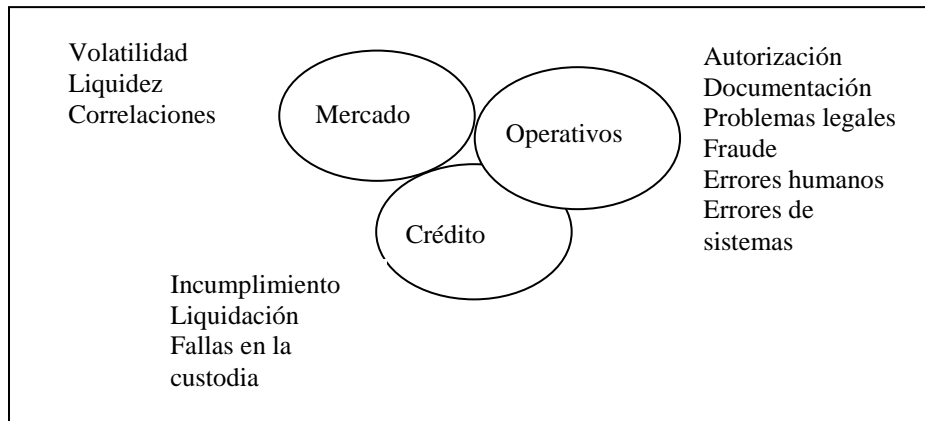 Volatilidad
Liquidez
Correlaciones
Mercado
Operativos
Autorización
Documentación
Problemas legales
Fraude
Errores humanos
Errores de
sistemas
Crédito
Incumplimiento
Liquidación
Fallas en la
custodia